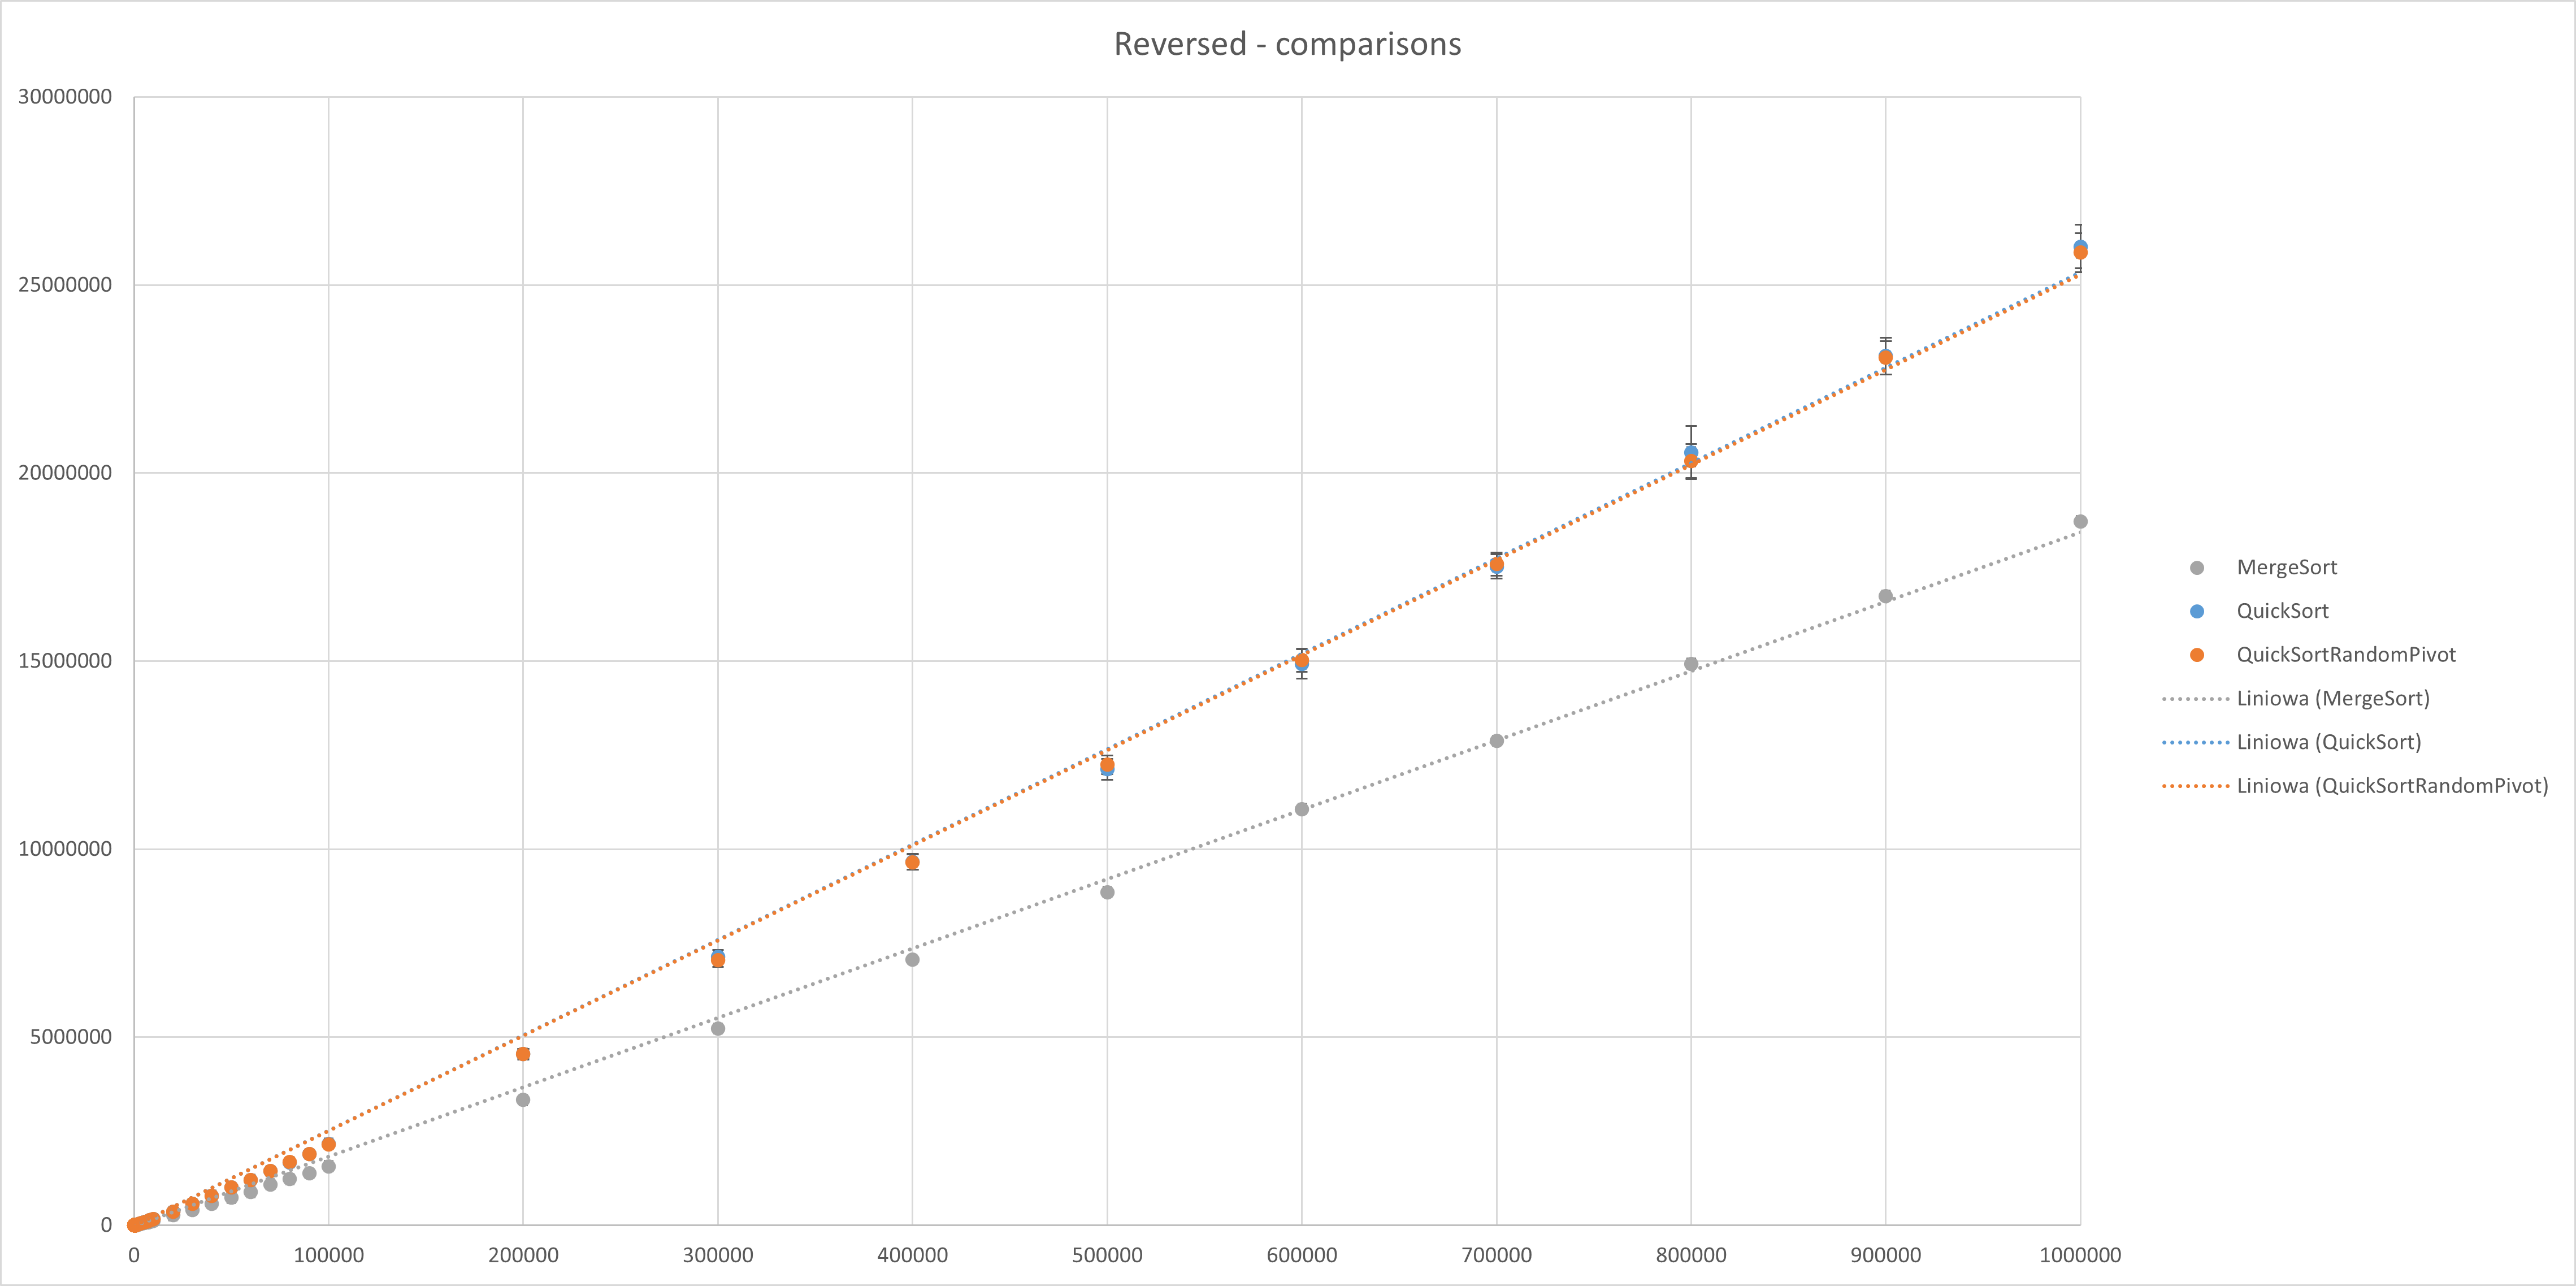 Reversed - comparisons
30000000
25000000
20000000
15000000
10000000
5000000
0
0 100000 200000 300000 400000 500000 600000 700000 800000 900000 1000000
MergeSort
QuickSort
QuickSortRandomPivot
Liniowa (MergeSort)
Liniowa (QuickSort)
Liniowa (QuickSortRandomPivot)